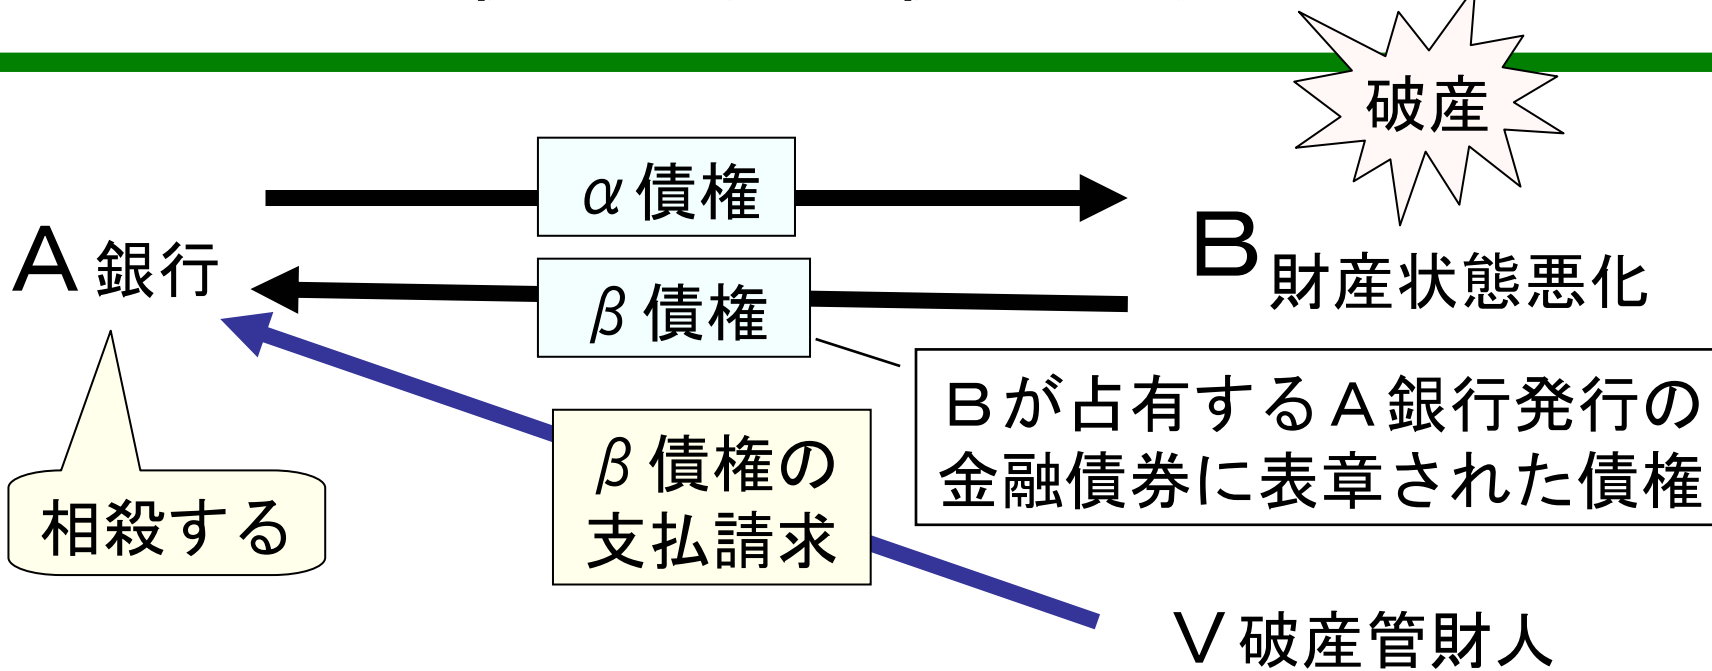 破産
α債権
A銀行
B財産状態悪化
β債権
Bが占有するA銀行発行の
金融債券に表章された債権
β債権の
支払請求
相殺する
V破産管財人